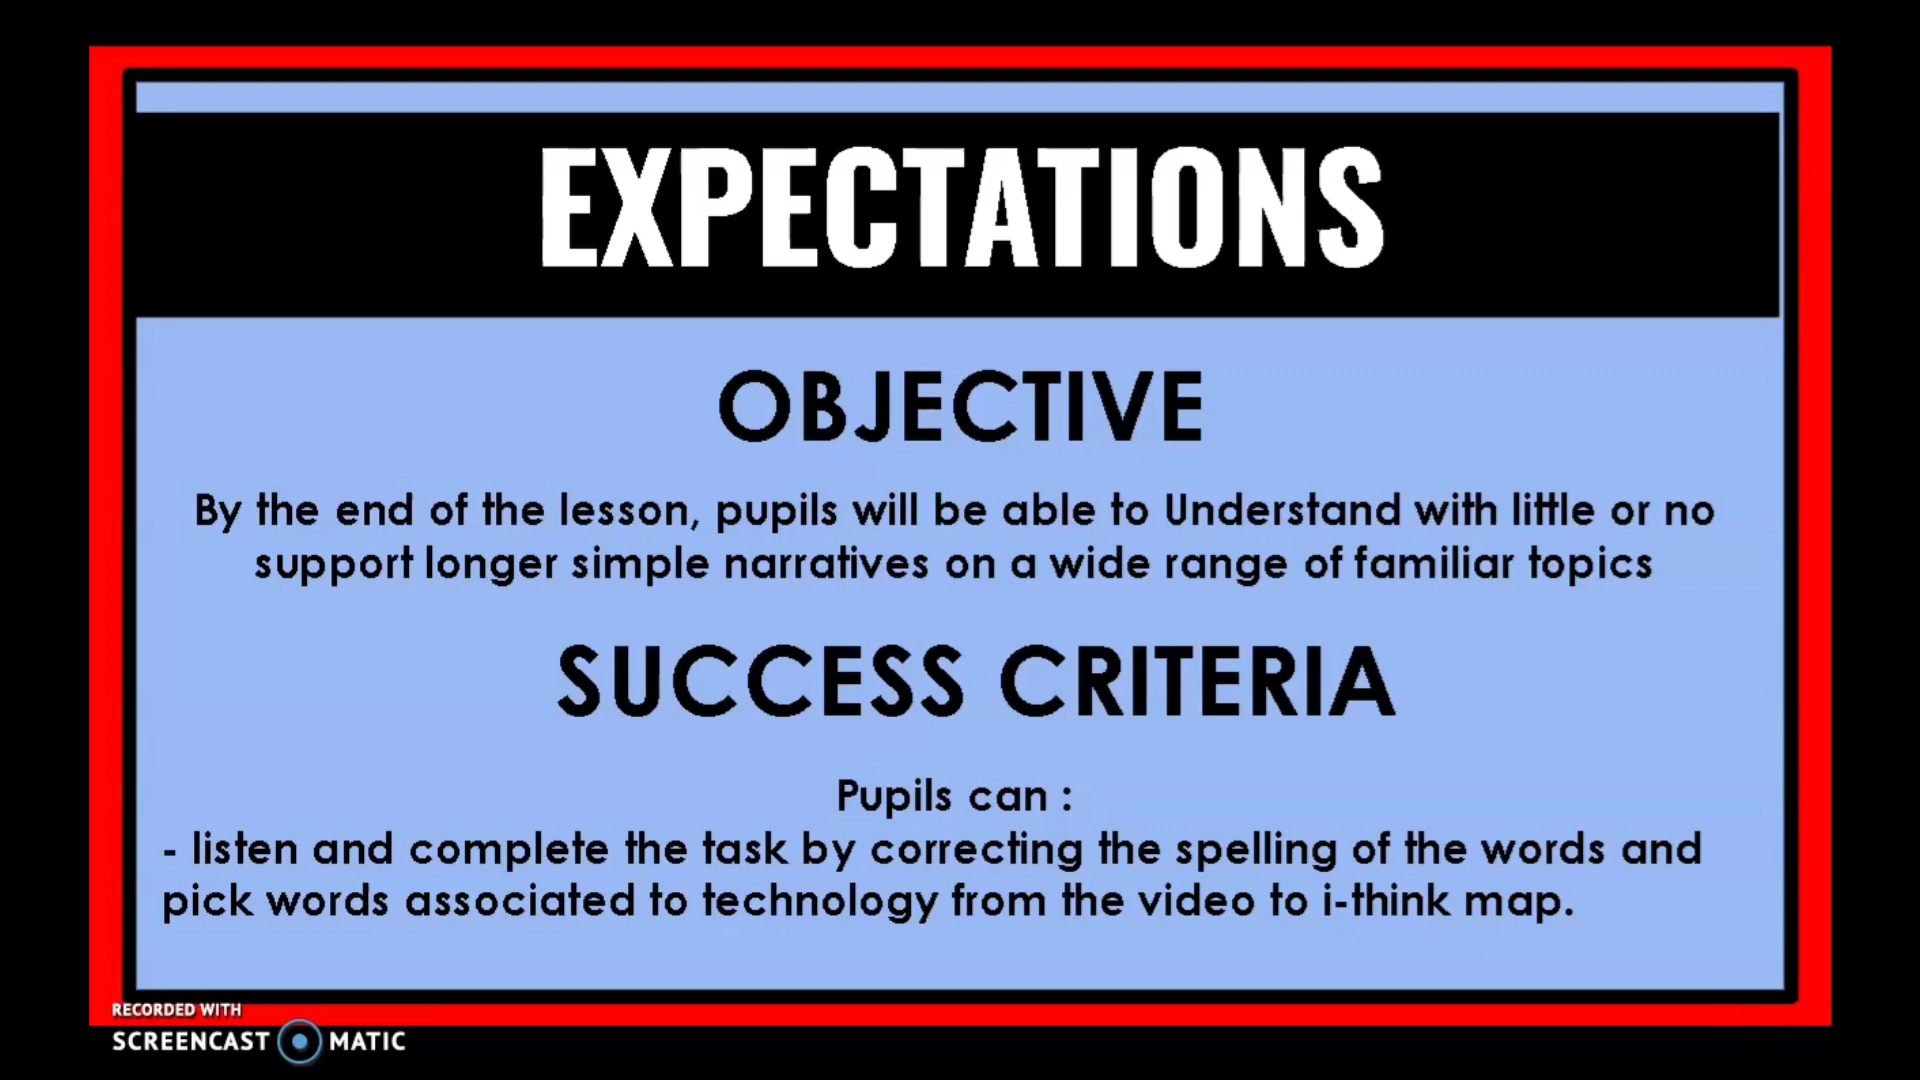 EXPECTATIONS
OBJECTIVE
By the end of the lesson, pupils will be able to Understand with little or no
support longer simple narratives on a wide range of familiar topics
SUCCESS CRITERIA
Pupils can :
- listen and complete the task by correcting the spelling of the words and
pick words associated to technology from the video to i-think map.
RECORDED WITH
SCREENCAST MATIC